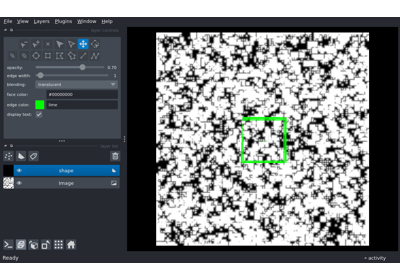 File View Layers Plugins Window Help
layer controls
opacity: 0.70
edge width: 1
blending: translucent
face color: #00000000
edge color: lime
display text: ✓
layer list
shape
image
Ready activity